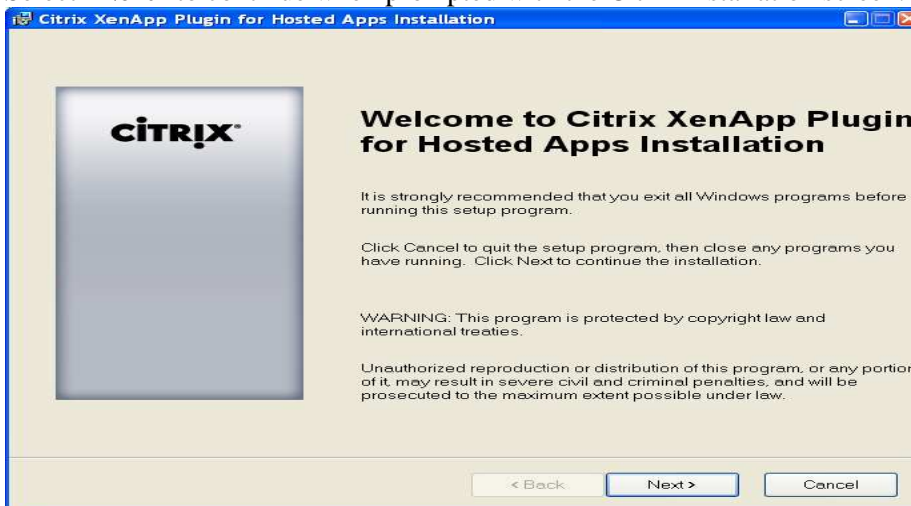 Citrix XenApp Plugin for Hosted Apps Installation
CİTRIX
Welcome to Citrix XenApp Plugin
for Hosted Apps Installation
It is strongly recommended that you exit all Windows programs before
running this setup program.
Click Cancel to quit the setup program, then close any programs you
have running. Click Next to continue the installation.
WARNING: This program is protected by copyright law and
international treaties.
Unauthorized reproduction or distribution of this program, or any portion
of it, may result in severe civil and criminal penalties, and will be
prosecuted to the maximum extent possible under law.
< Back
Next >
Cancel